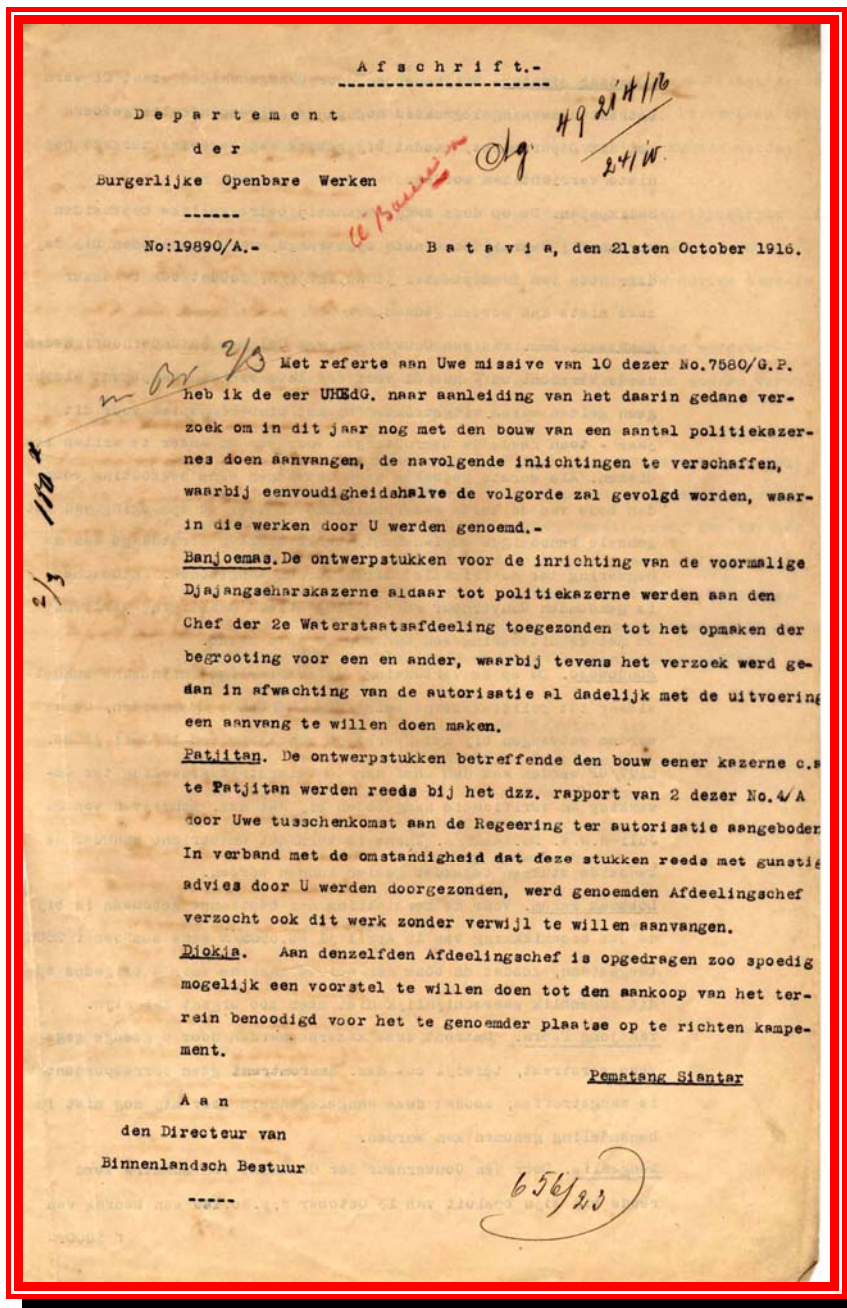 Afschrift.-
Departement
der
Burgerlijke Openbare Werken
49 214/16
24/IV.
No:19890/A.-
Batavia, den 21sten October 1916.
2/3
Met referte aan Uwe missive van 10 dezer No.7580/G.P.
heb ik de eer UHEdG. naar aanleiding van het daarin gedane ver-
zoek om in dit jaar nog met den bouw van een aantal politiekazer-
nes doen aanvangen, de navolgende inlichtingen te verschaffen,
waarbij eenvoudigheidshalve de volgorde zal gevolgd worden, waar-
in die werken door U werden genoemd.-
Banjoemas. De ontwerpstukken voor de inrichting van de voormalige
Djajangseharskazerne aldaar tot politiekazerne werden aan den
Chef der 2e Waterstaatsafdeeling toegezonden tot het opmaken der
begrooting voor een en ander, waarbij tevens het verzoek werd ge-
dan in afwachting van de autorisatie al dadelijk met de uitvoering
een aanvang te willen doen maken.
Patjitan. De ontwerpstukken betreffende den bouw eener kazerne c.a
te Patjitan werden reeds bij het dzz. rapport van 2 dezer No.4/A
door Uwe tusschenkomst aan de Regeering ter autorisatie aangeboden
In verband met de omstandigheid dat deze stukken reeds met gunstig
advies door U werden doorgezonden, werd genoemden Afdeelingschef
verzocht ook dit werk zonder verwijl te willen aanvangen.
Djokja. Aan denzelfden Afdeelingschef is opgedragen zoo spoedig
mogelijk een voorstel te willen doen tot den aankoop van het ter-
rein benoodigd voor het te genoemder plaatse op te richten kampe-
ment.
Pematang Siantar
Aan
den Directeur van
Binnenlandsch Bestuur
656/23
2/3